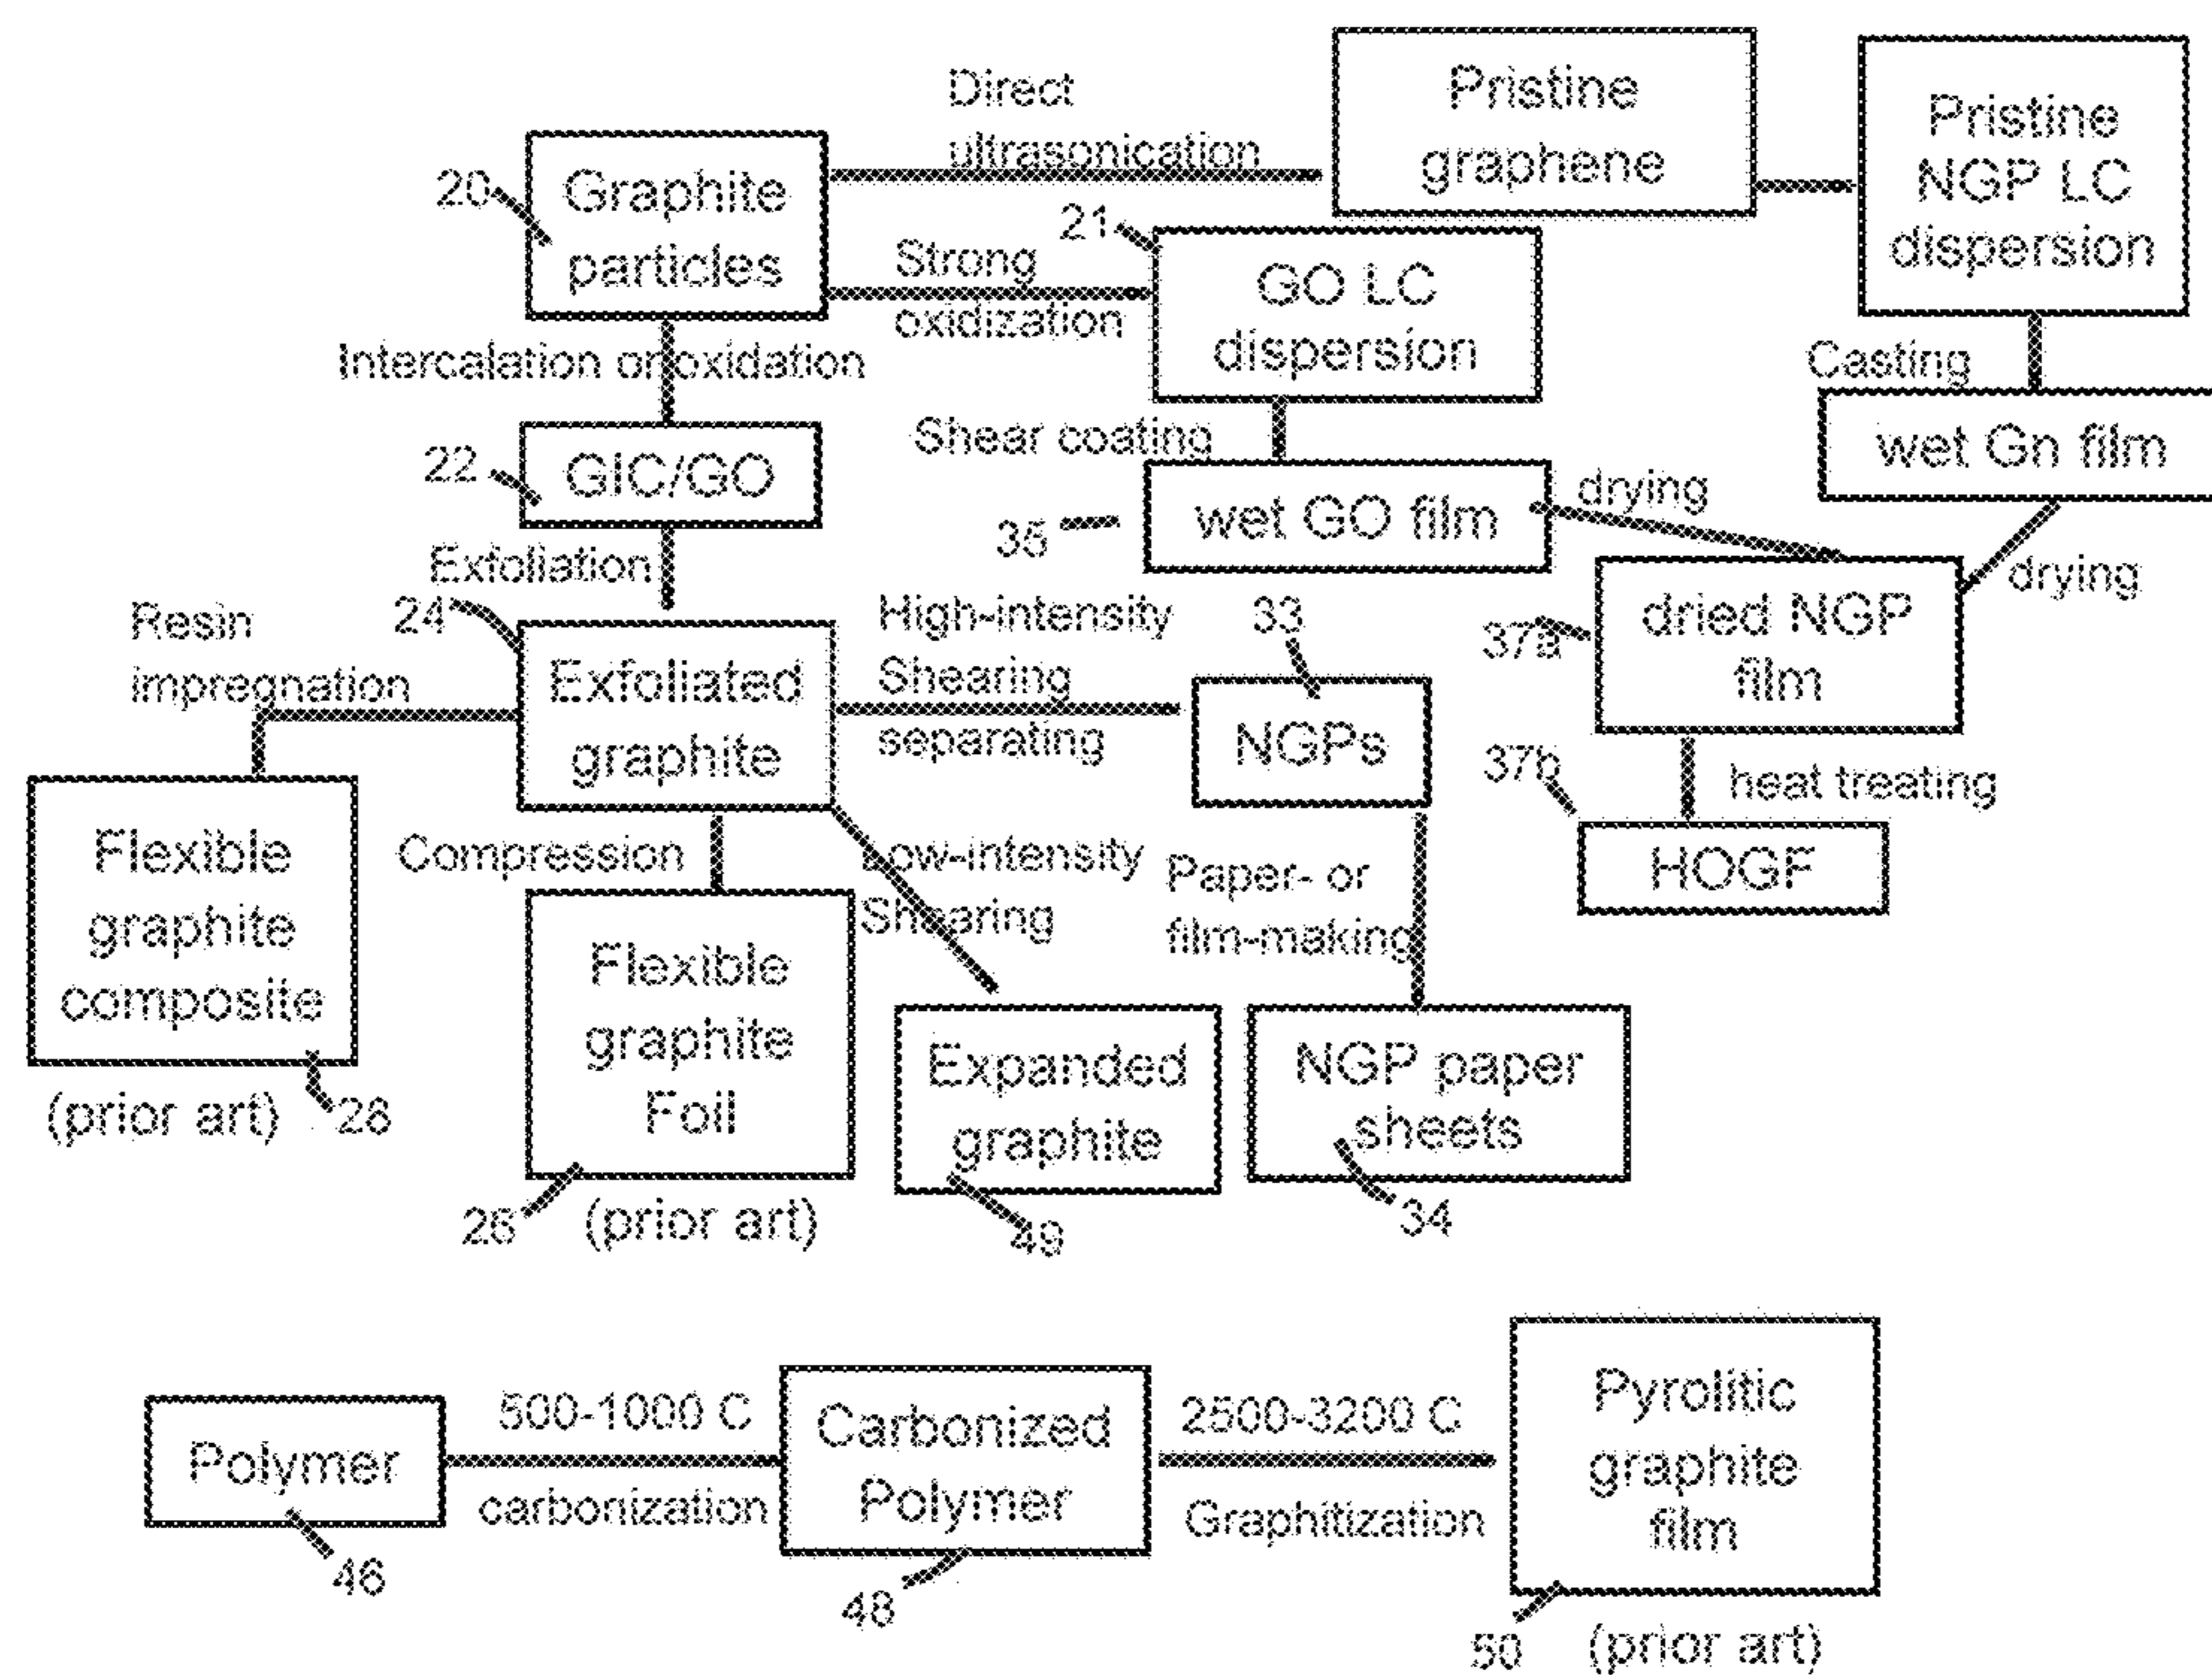 Direct
ultrasonication
Pristine
graphene
Pristine
NGP LC
dispersion
20
Graphite
particles
21
Strong
oxidization
GO LC
dispersion
Intercalation or oxidation
Casting
Shear coating
wet Gn film
22
GIC/GO
35
wet GO film
drying
drying
Exfoliation
24
Resin
impregnation
Exfoliated
graphite
High-intensity
Shearing
separating
33
NGPs
37a
dried NGP
film
37b
heat treating
HOGF
Flexible
graphite
composite
(prior art)
28
Compression
Low-intensity
Shearing
Paper- or
film-making
Flexible
graphite
Foil
26
(prior art)
Expanded
graphite
49
NGP paper
sheets
34
Polymer
46
500-1000 C
carbonization
Carbonized
Polymer
48
2500-3200 C
Graphitization
Pyrolitic
graphite
film
50
(prior art)